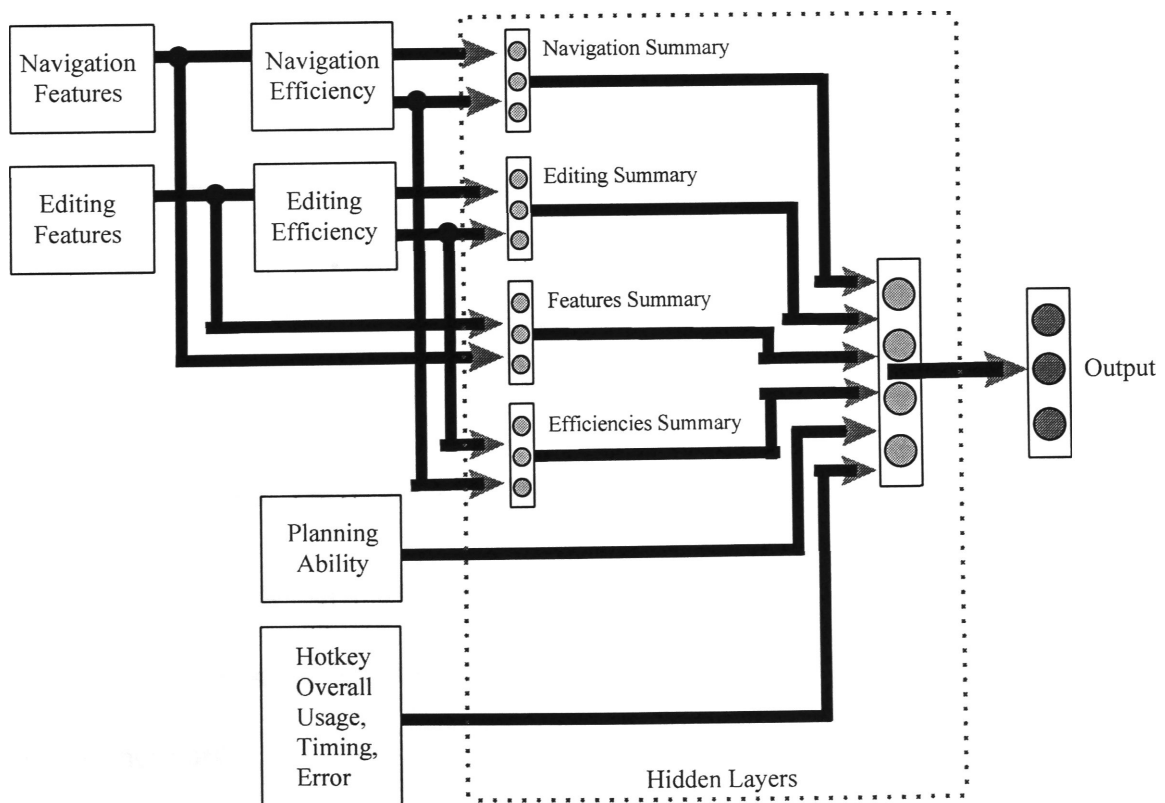 Navigation
Features
Navigation
Efficiency
Navigation Summary
Editing
Features
Editing
Efficiency
Editing Summary
Features Summary
Efficiencies Summary
Output
Planning
Ability
Hotkey
Overall
Usage,
Timing,
Error
Hidden Layers